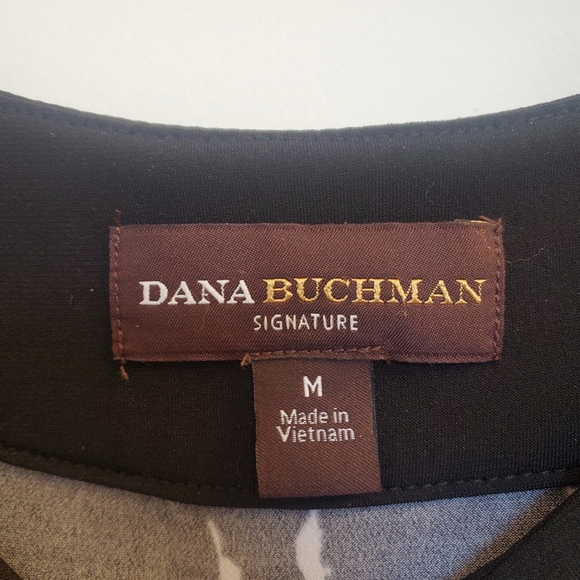 DANA BUCHMAN
SIGNATURE
M
Made in
Vietnam